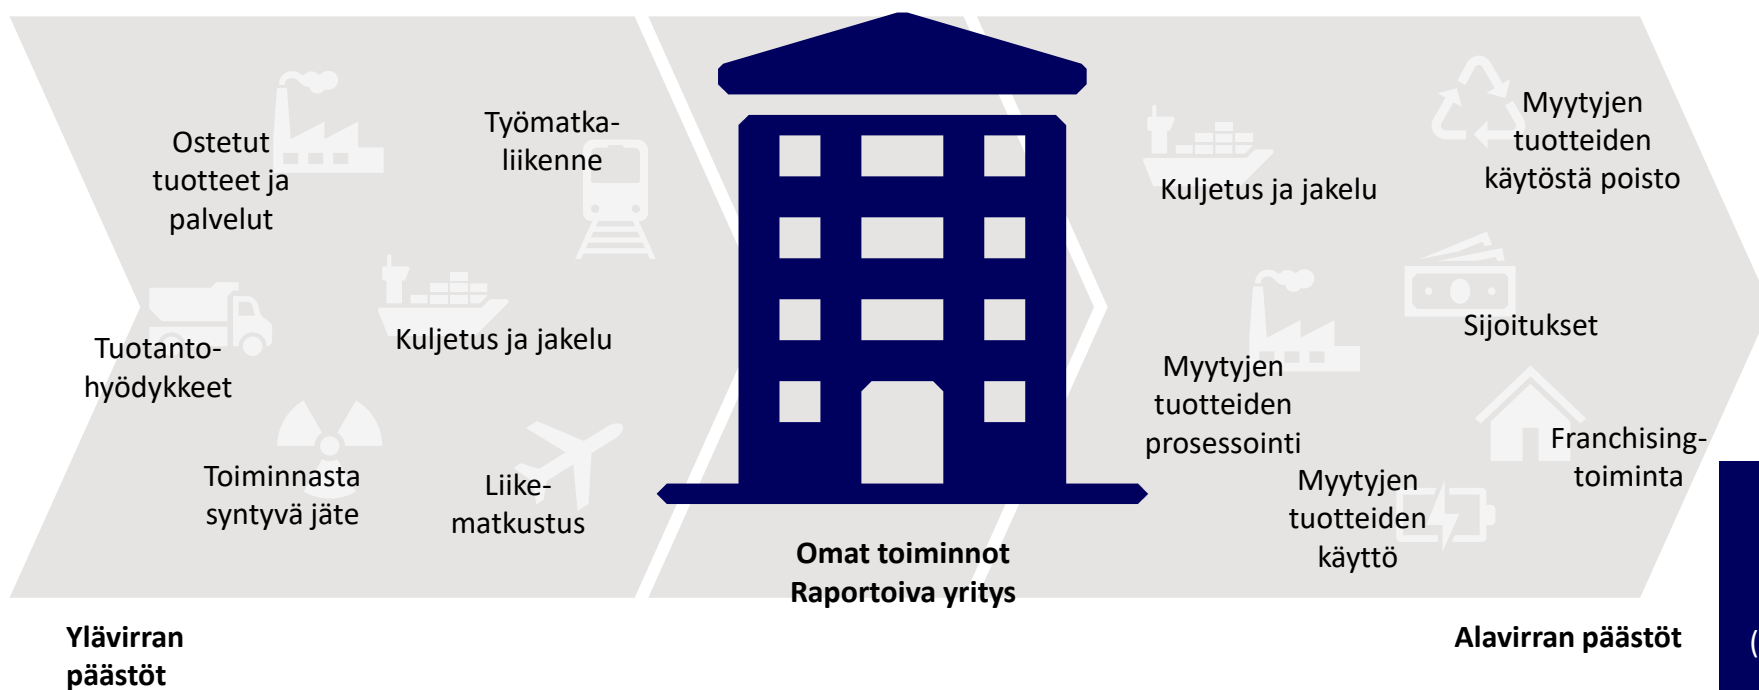 Ostetut
tuotteet ja
palvelut
Työmatka-
liikenne
Tuotanto-
hyödykkeet
Kuljetus ja jakelu
Toiminnasta
syntyvä jäte
Liike-
matkustus
Omat toiminnot
Raportoiva yritys
Kuljetus ja jakelu
Myytyjen
tuotteiden
käytöstä poisto
Sijoitukset
Myytyjen
tuotteiden
prosessointi
Franchising-
toiminta
Myytyjen
tuotteiden
käyttö
Ylävirran
päästöt
Alavirran päästöt
(